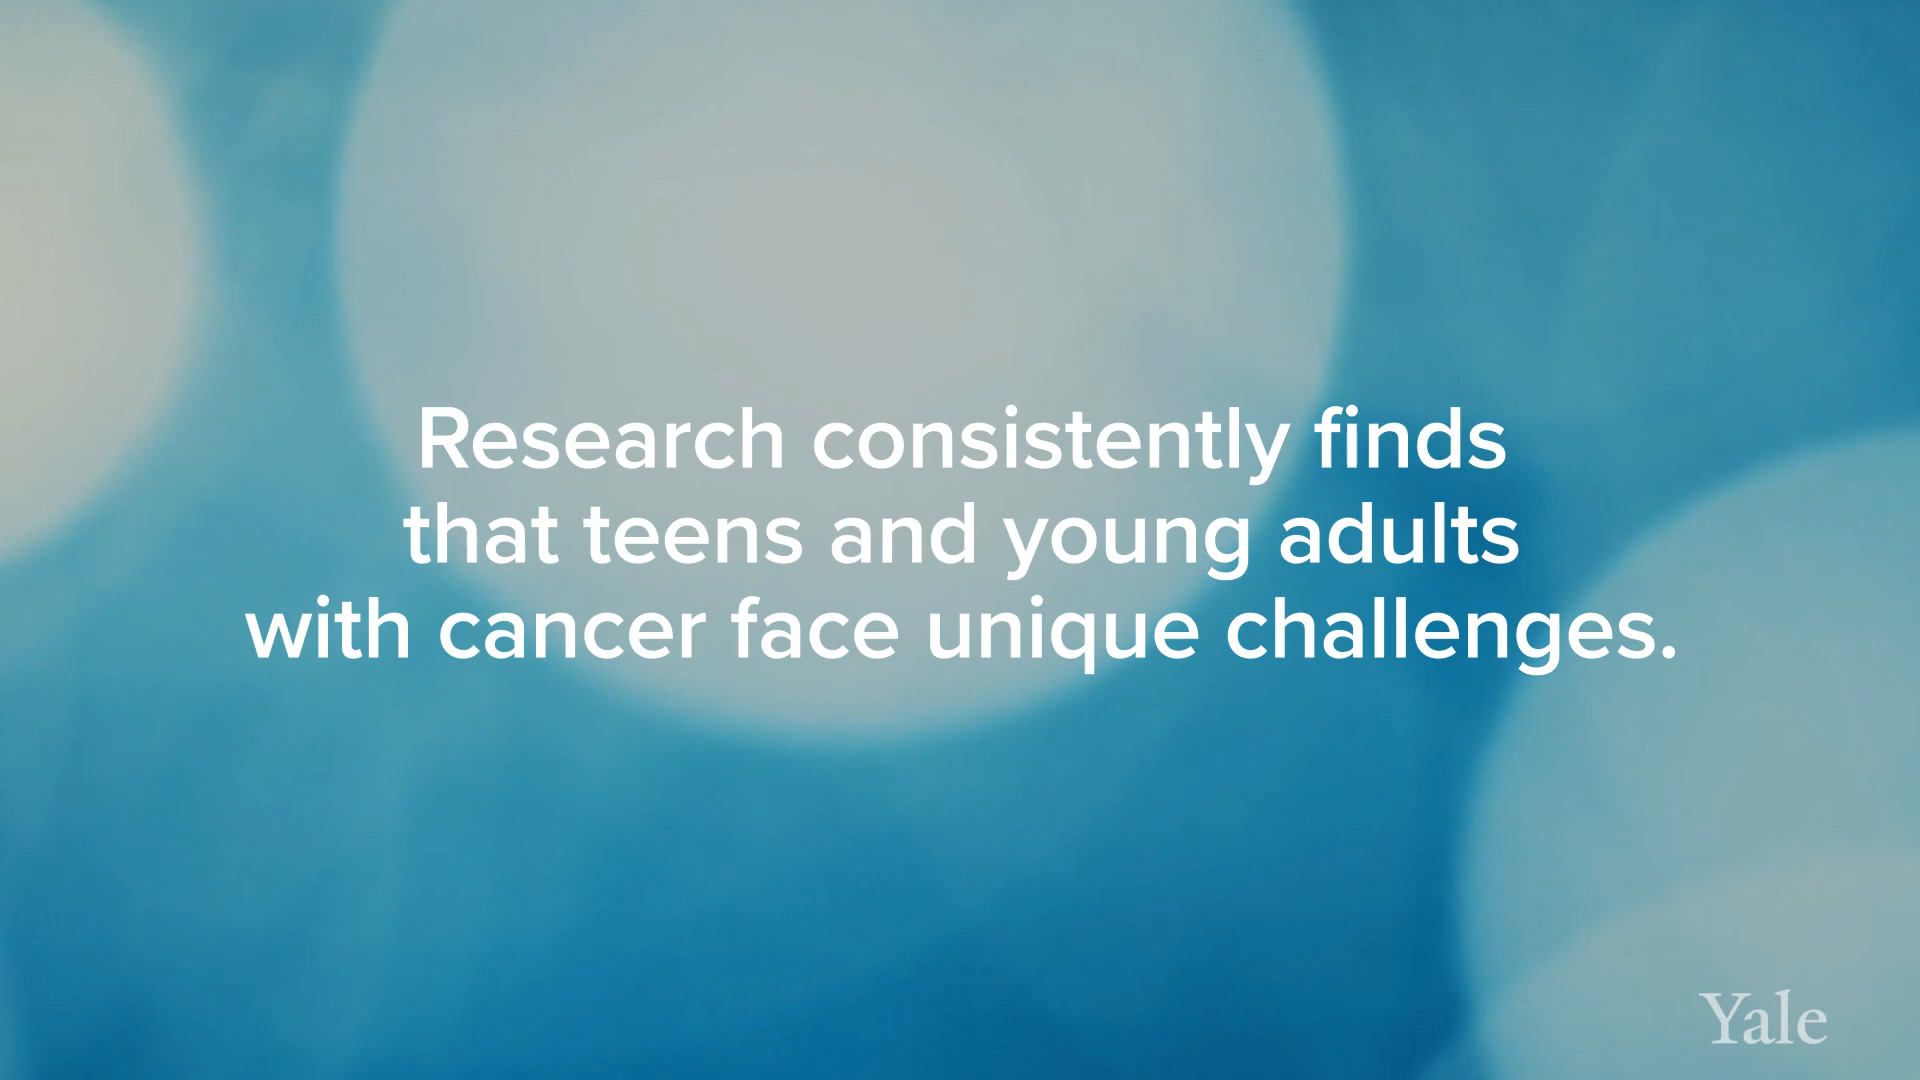 Research consistently finds
that teens and young adults
with cancer face unique challenges.
Yale